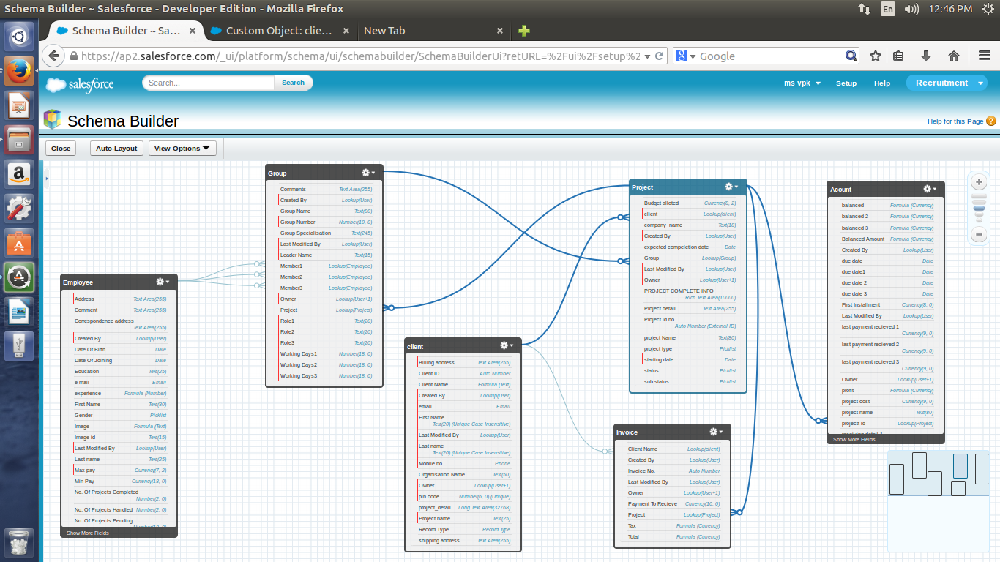 Schema Builder ~ Salesforce - Developer Edition - Mozilla Firefox
En
12:46 PM
Schema Builder ~ Sa...
Custom Object: clie...
New Tab
https://ap2.salesforce.com/_ui/platform/schema/ui/schemabuilder/SchemaBuilderUi?retURL=%2Fui%2Fsetup%2
Google
salesforce
Search...
Search
ms vpk
Setup
Help
Recruitment
Schema Builder
Help for this Page
Close
Auto-Layout
View Options
Group
Comments Text Area(255)
Created By Lookup(User)
Group Name Text(80)
Group Number Number(10, 0)
Group Specialisation Text(245)
Last Modified By Lookup(User)
Leader Name Text(15)
Member1 Lookup(Employee)
Member2 Lookup(Employee)
Member3 Lookup(Employee)
Owner Lookup(User+1)
Project Lookup(Project)
Role1 Text(20)
Role2 Text(20)
Role3 Text(20)
Working Days1 Number(18, 0)
Working Days2 Number(18, 0)
Working Days3 Number(18, 0)
Project
Budget alloted Currency(8, 2)
client Lookup(client)
company_name Text(18)
Created By Lookup(User)
expected compeletion date Date
Group Lookup(Group)
Last Modified By Lookup(User)
Owner Lookup(User+1)
PROJECT COMPLETE INFO
Rich Text Area(10000)
Project detail Text Area(255)
Project id no
Auto Number (External ID)
project Name Text(80)
project type Picklist
starting date Date
status Picklist
sub status Picklist
Acount
balanced Formula (Currency)
balanced 2 Formula (Currency)
balanced 3 Formula (Currency)
Balanced Amount Formula (Currency)
Created By Lookup(User)
due date Date
due date1 Date
due date 2 Date
due date 3 Date
First Installment Currency(8, 0)
Last Modified By Lookup(User)
last payment recieved 1
Currency(9, 0)
last payment recieved 2
Currency(9, 0)
last payment recieved 3
Currency(9, 0)
Owner Lookup(User+1)
profit Formula (Currency)
project cost Currency(9, 0)
project name Text(80)
projectt id Lookup(Project)
Show More Fields
Employee
Address Text Area(255)
Comment Text Area(255)
Correspondence address
Text Area(255)
Created By Lookup(User)
Date Of Birth Date
Date Of Joining Date
Education Text(25)
e-mail Email
experience Formula (Number)
First Name Text(80)
Gender Picklist
Image Formula (Text)
Image id Text(15)
Last Modified By Lookup(User)
Last name Text(25)
Max pay Currency(7, 2)
Min Pay Currency(18, 0)
No. Of Projects Completed
Number(2, 0)
No. Of Projects Handled Number(2, 0)
No. Of Projects Pending
Show More Fields
client
Billing address Text Area(255)
Client ID Auto Number
Client Name Formula (Text)
Created By Lookup(User)
email Email
First Name
Text(20) (Unique Case Insensitive)
Last Modified By Lookup(User)
Last name
Text(20) (Unique Case Insensitive)
Mobile no Phone
Organisation Name Text(50)
Owner Lookup(User+1)
pin code Number(6, 0) (Unique)
project_detail Long Text Area(32768)
Project name Text(25)
Record Type Record Type
shipping address Text Area(255)
Invoice
Client Name Lookup(client)
Created By Lookup(User)
Invoice No. Auto Number
Last Modified By Lookup(User)
Owner Lookup(User+1)
Payment To Recieve Currency(10, 0)
Project Lookup(Project)
Tax Formula (Currency)
Total Formula (Currency)